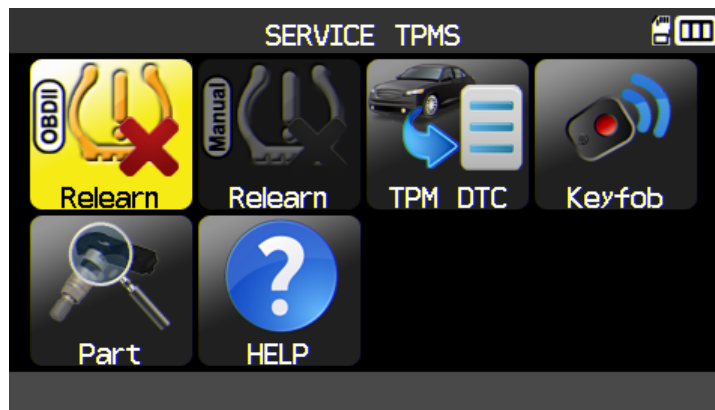 SERVICE TPMS
OBDII
Relearn
Manual
Relearn
TPM DTC
Keyfob
Part
?
HELP